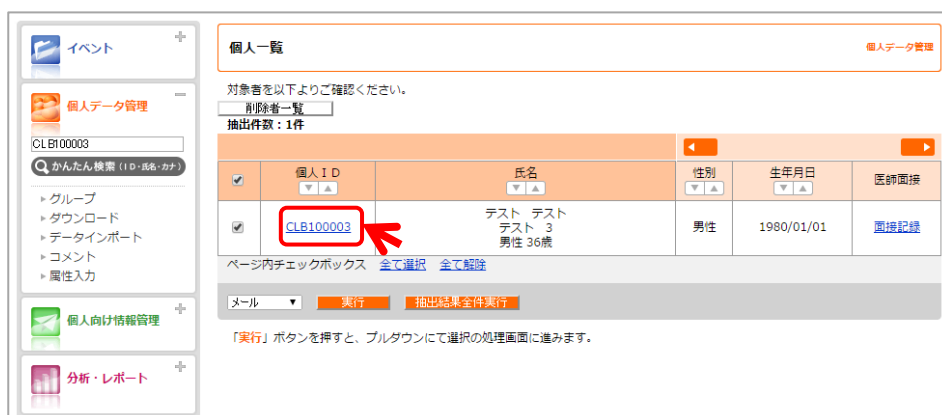 イベント
個人データ管理
CLB100003
かんたん検索（ID・氏名・カナ）
グループ
ダウンロード
データインポート
コメント
属性入力
個人向け情報管理
分析・レポート
個人一覧
個人データ管理
対象者を以下よりご確認ください。
削除者一覧
抽出件数：1件
個人ＩＤ 氏名 性別 生年月日 医師面接
▼ ▲ ▼ ▲ ▼ ▲ ▼ ▲
CLB100003 テスト テスト 男性 1980/01/01 面接記録
テスト 3
男性 36歳
ページ内チェックボックス 全て選択 全て解除
メール ▼ 実行 抽出結果全件実行
「実行」ボタンを押すと、プルダウンにて選択の処理画面に進みます。